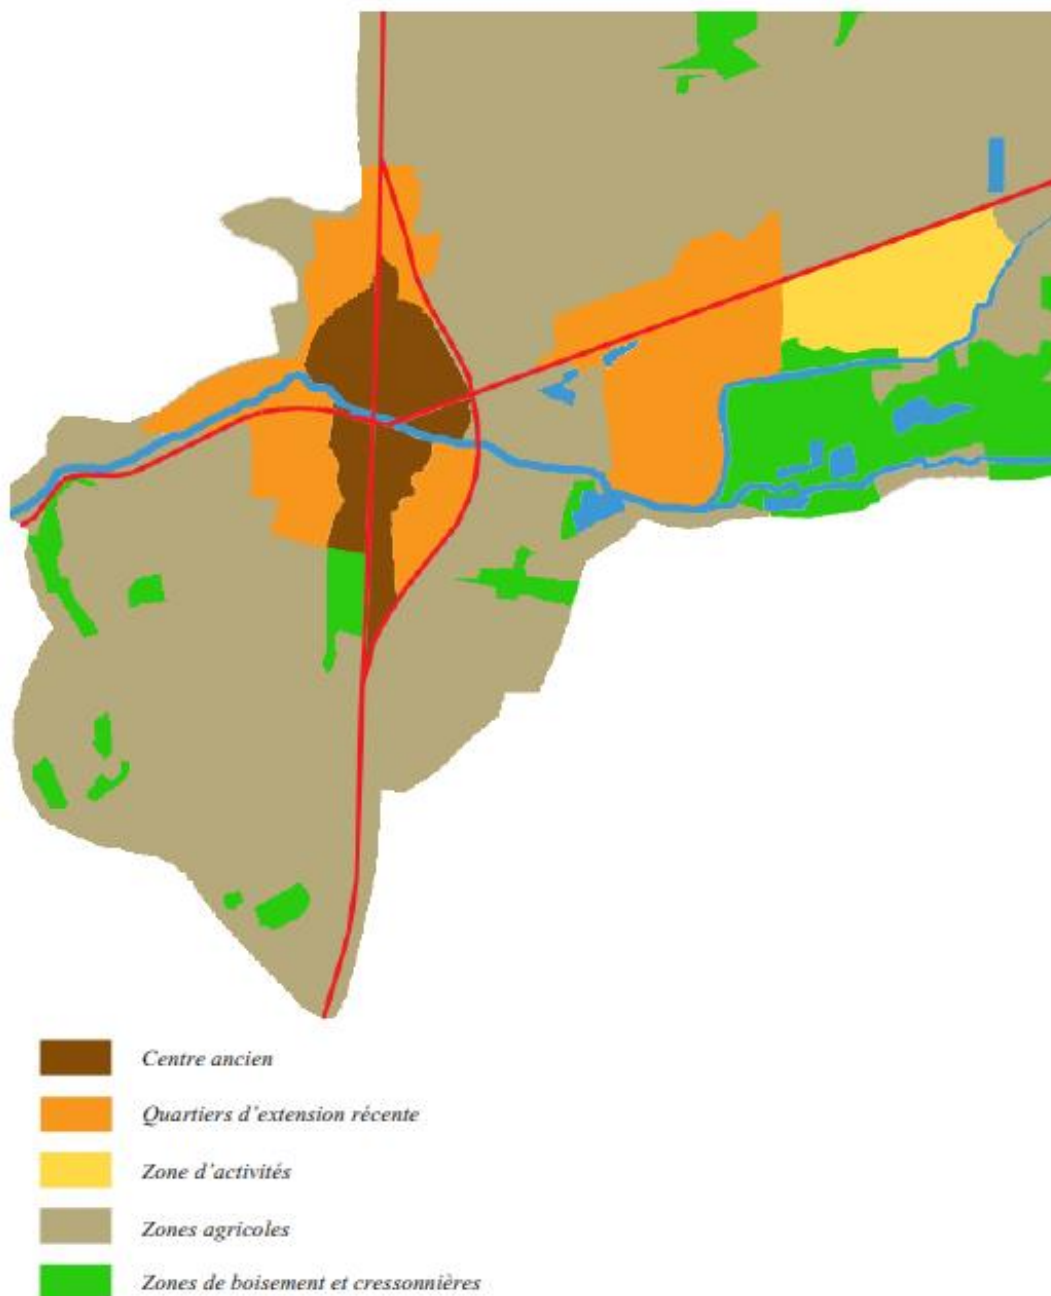 Centre ancien
Quartiers d'extension récente
Zone d'activités
Zones agricoles
Zones de boisement et cressonnières